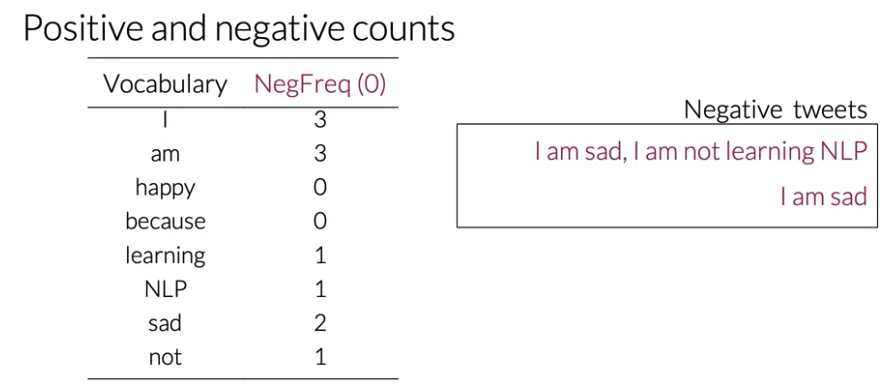 Positive and negative counts
Vocabulary NegFreq (0)
I 3
am 3
happy 0
because 0
learning 1
NLP 1
sad 2
not 1
Negative tweets
I am sad, I am not learning NLP
I am sad